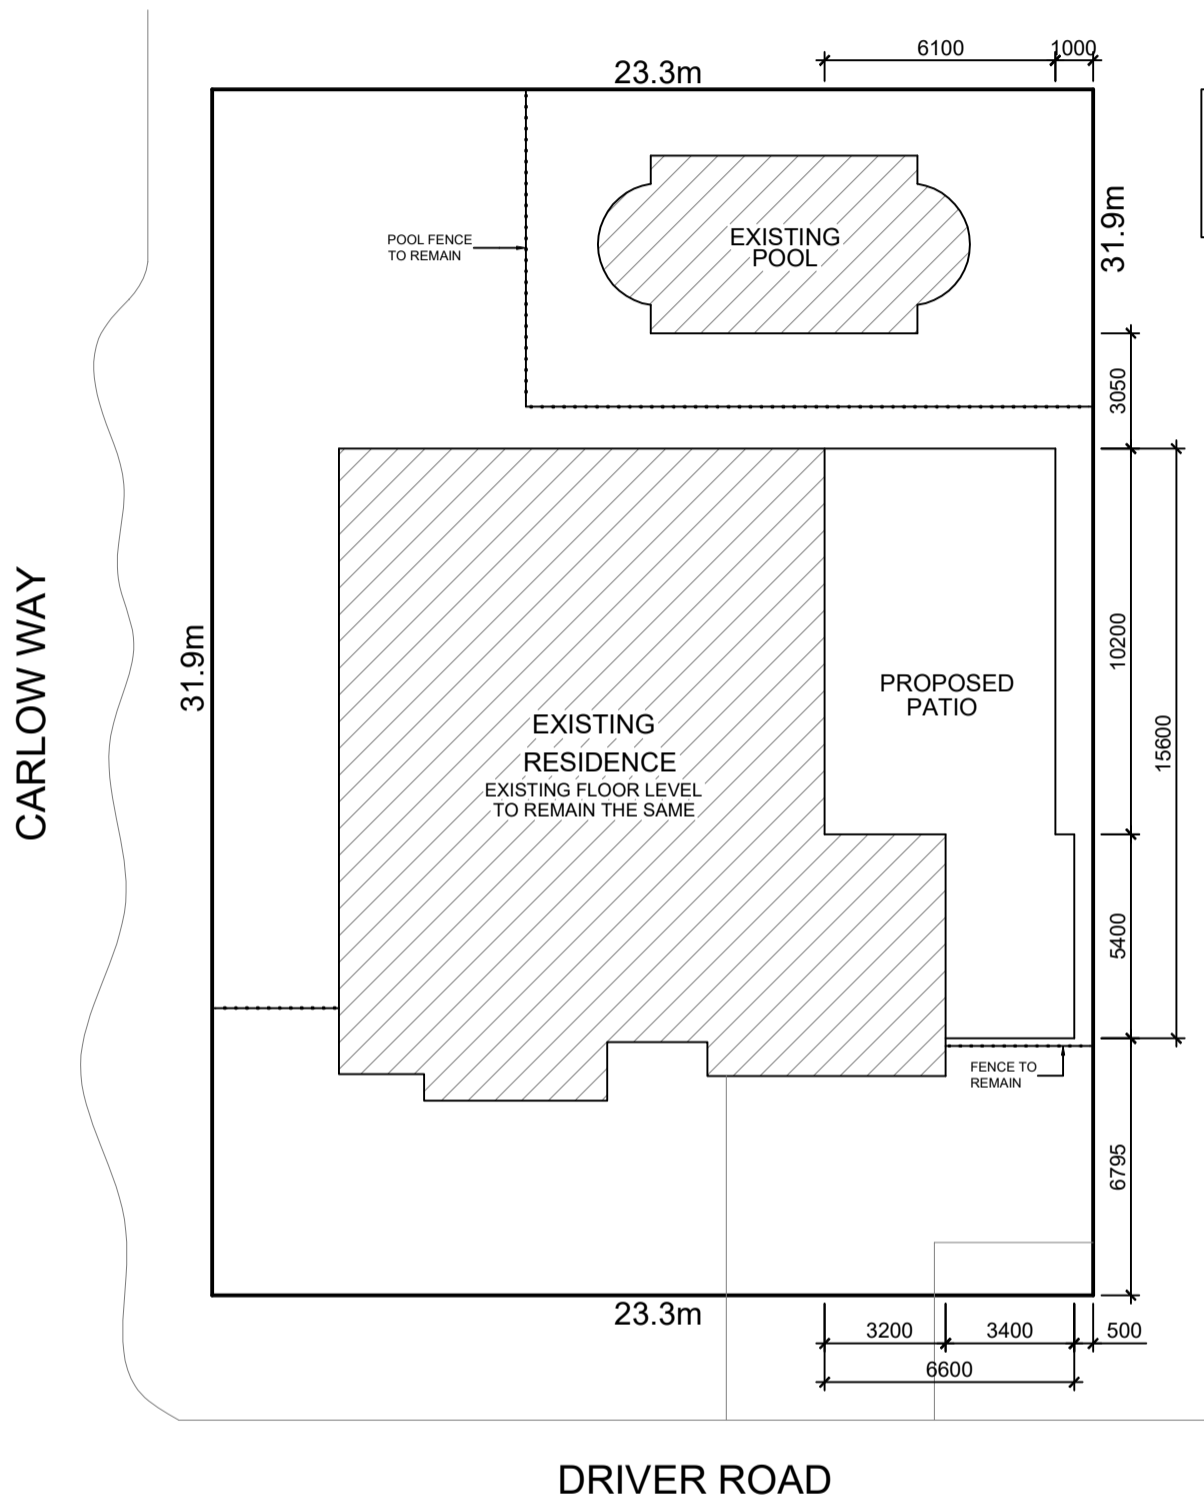 6100
1000
23.3m
31.9m
POOL FENCE
TO REMAIN
EXISTING
POOL
3050
CARLOW WAY
31.9m
10200
PROPOSED
PATIO
15600
EXISTING
RESIDENCE
EXISTING FLOOR LEVEL
TO REMAIN THE SAME
5400
FENCE TO
REMAIN
6795
23.3m
3200
3400
500
6600
DRIVER ROAD